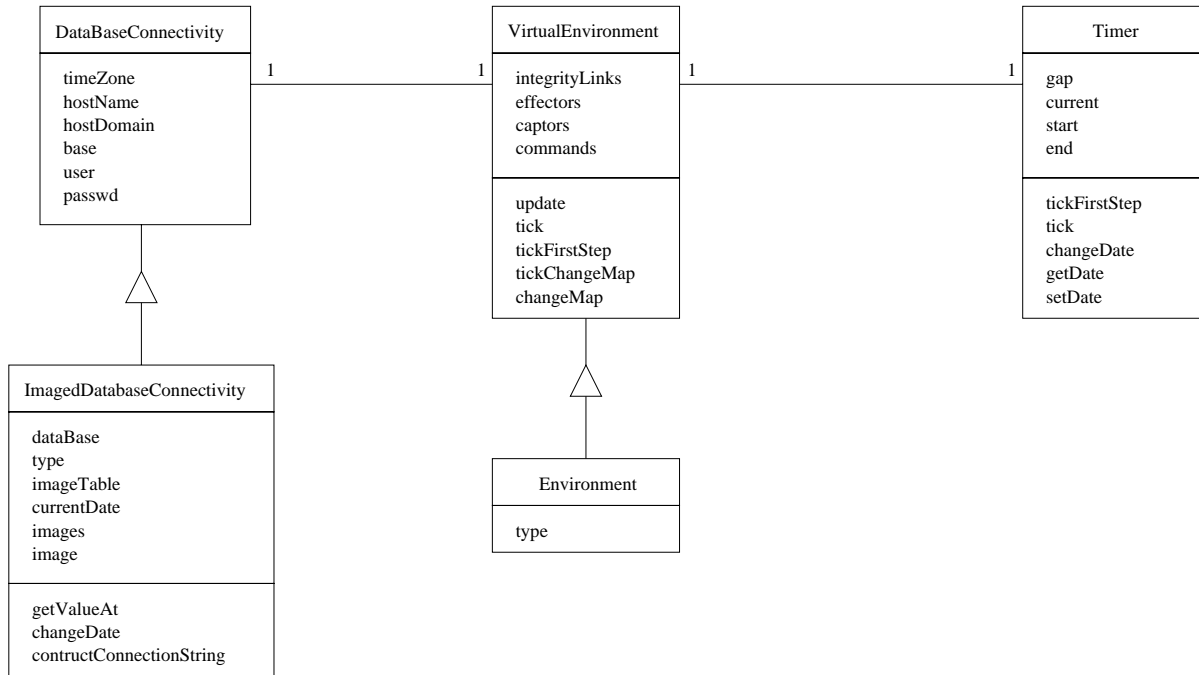 DataBaseConnectivity
timeZone
hostName
hostDomain
base
user
passwd
1
1
VirtualEnvironment
integrityLinks
effectors
captors
commands
update
tick
tickFirstStep
tickChangeMap
changeMap
1
1
Timer
gap
current
start
end
tickFirstStep
tick
changeDate
getDate
setDate
ImagedDatabaseConnectivity
dataBase
type
imageTable
currentDate
images
image
getValueAt
changeDate
contructConnectionString
Environment
type